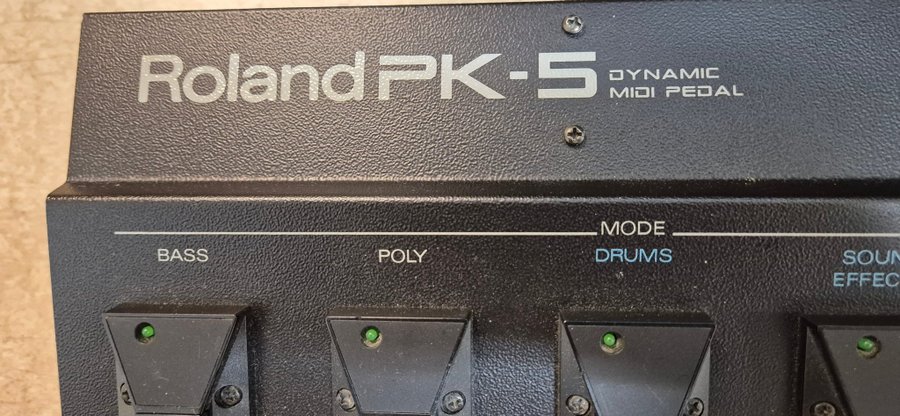 Roland PK-5 DYNAMIC
MIDI PEDAL
MODE
BASS POLY DRUMS